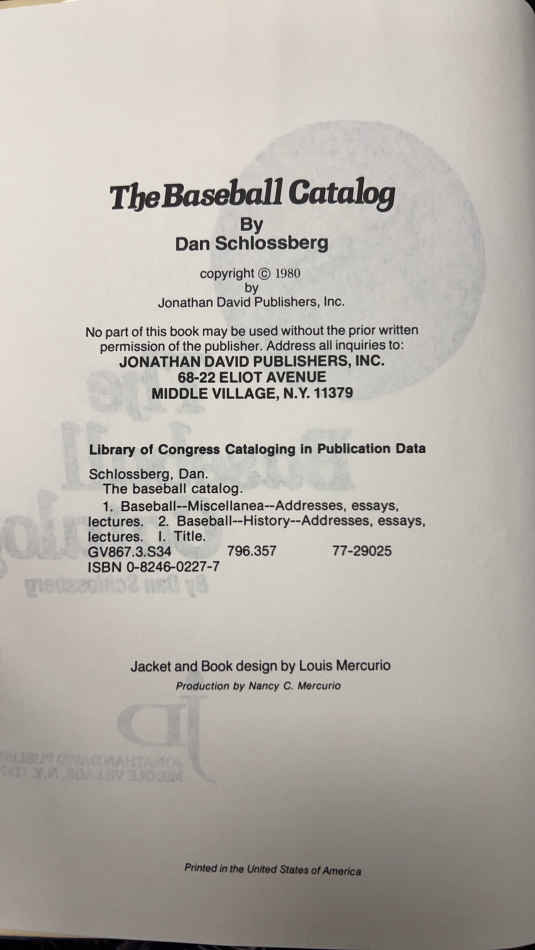 The Baseball Catalog
By
Dan Schlossberg
copyright © 1980
by
Jonathan David Publishers, Inc.
No part of this book may be used without the prior written
permission of the publisher. Address all inquiries to:
JONATHAN DAVID PUBLISHERS, INC.
68-22 ELIOT AVENUE
MIDDLE VILLAGE, N.Y. 11379
Library of Congress Cataloging in Publication Data
Schlossberg, Dan.
The baseball catalog.
1. Baseball--Miscellanea--Addresses, essays,
lectures. 2. Baseball--History--Addresses, essays,
lectures. I. Title.
GV867.3.S34 796.357 77-29025
ISBN 0-8246-0227-7
Jacket and Book design by Louis Mercurio
Production by Nancy C. Mercurio
Printed in the United States of America